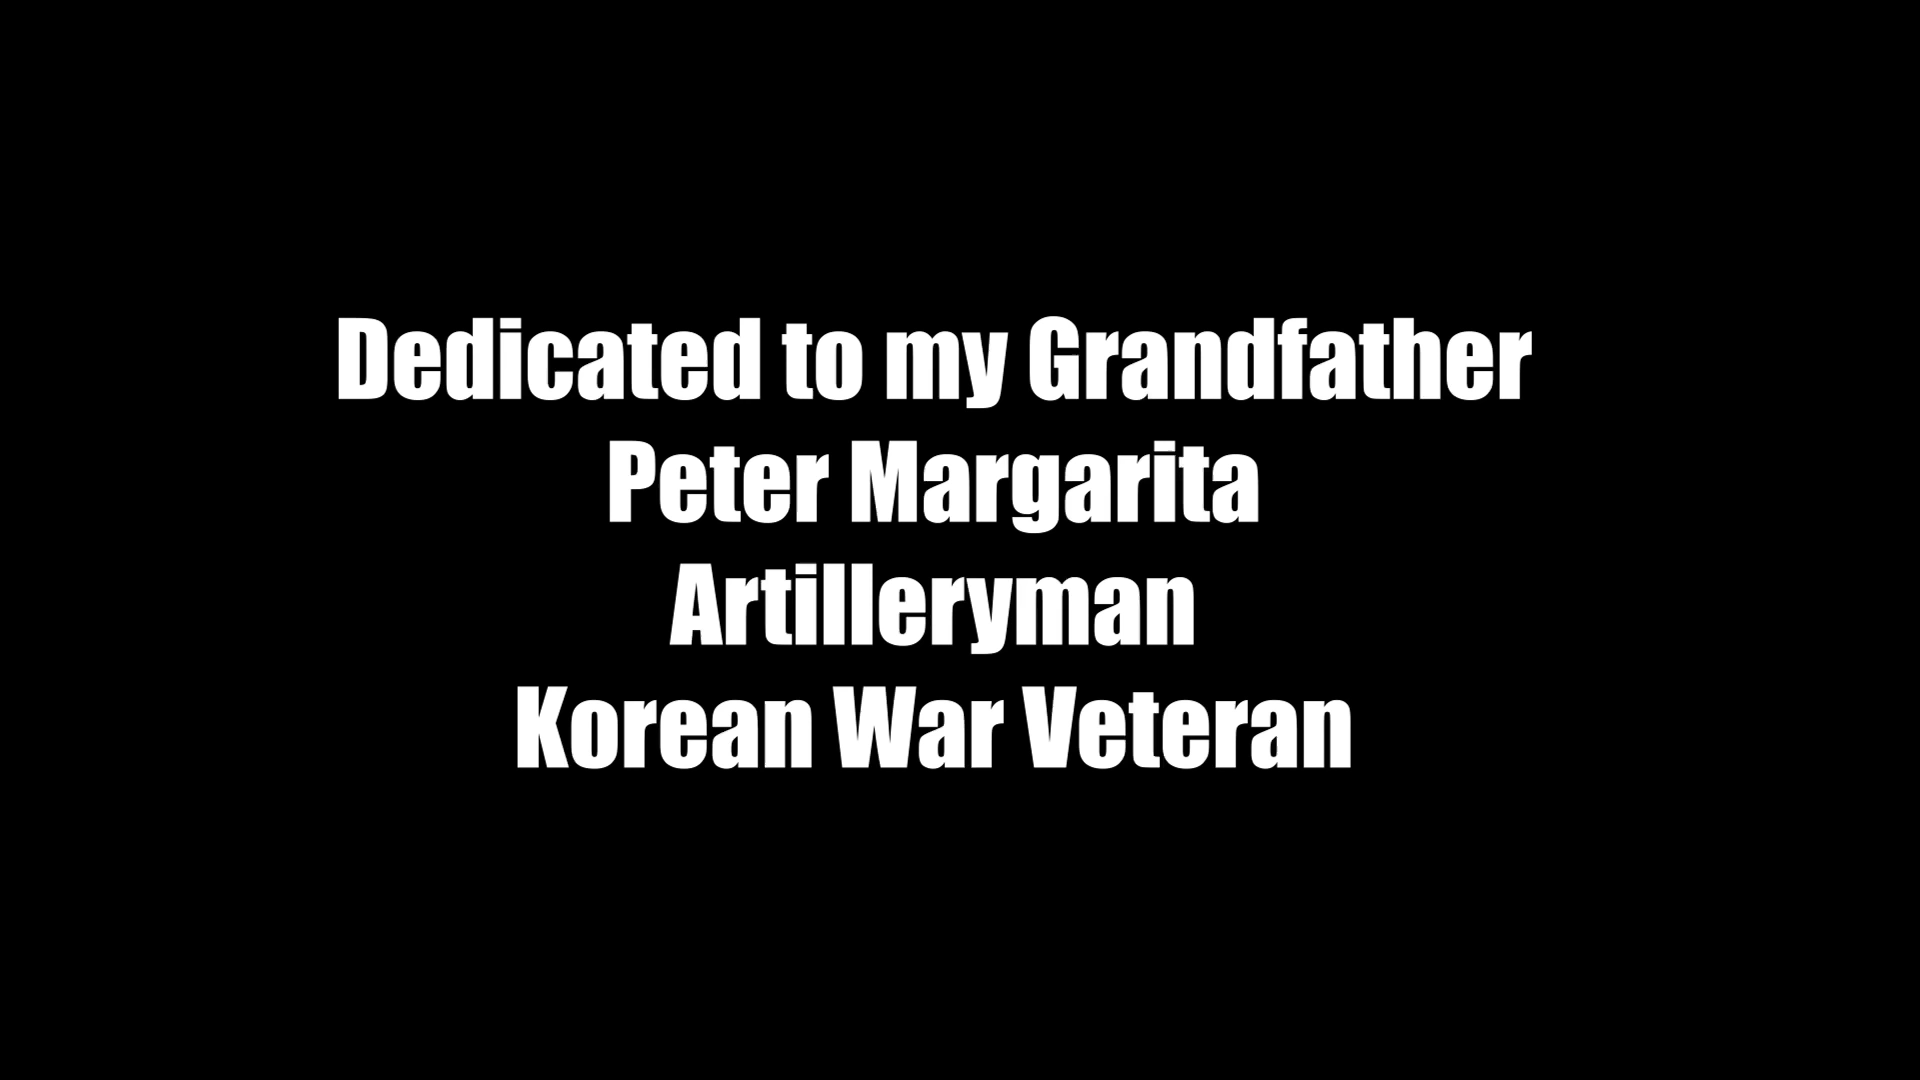 Dedicated to my Grandfather
Peter Margarita
Artilleryman
Korean War Veteran